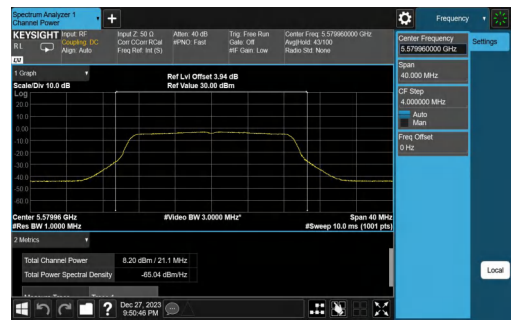 Spectrum Analyzer 1
Channel Power
+
Frequency
KEYSIGHT Input: RF Input Z: 50 Ω Atten: 40 dB Trig: Free Run Center Freq: 5.579960000 GHz
RL Coupling: DC Corr CCorr RCal #PNO: Fast Gate: Off Avg|Hold: 43/100
Align: Auto Freq Ref: Int (S) #IF Gain: Low Radio Std: None
LVI
Center Frequency
5.579960000 GHz
Settings
Span
40.000 MHz
CF Step
4.000000 MHz
Auto
Man
Freq Offset
0 Hz
Local
1 Graph
Ref Lvl Offset 3.94 dB
Scale/Div 10.0 dB Ref Value 30.00 dBm
Log
20.0
10.0
0.00
-10.0
-20.0
-30.0
-40.0
-50.0
-60.0
Center 5.57996 GHz #Video BW 3.0000 MHz* Span 40 MHz
#Res BW 1.0000 MHz #Sweep 10.0 ms (1001 pts)
2 Metrics
Total Channel Power 8.20 dBm / 21.1 MHz
Total Power Spectral Density -65.04 dBm/Hz
? Dec 27, 2023
9:50:46 PM